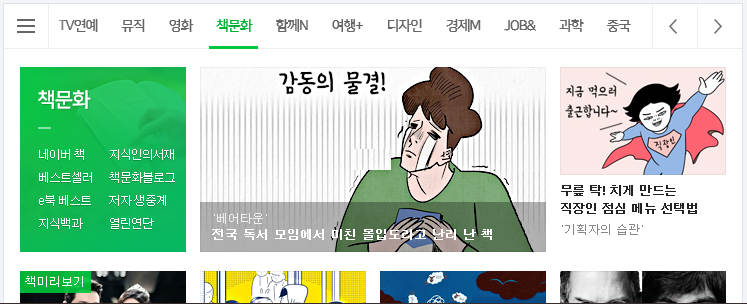 TV연예 뮤직 영화 책문화 함께N 여행+ 디자인 경제M JOB& 과학 중국
책문화
네이버 책 지식인의서재
베스트셀러 책문화블로그
e북 베스트 저자 생중계
지식백과 열린연단
감동의 물결!
'베어타운'
전국 독서 모임에서 미친 몰입도라고 난리 난 책
지금 먹으러
출근합니다~
직장인
무릎 탁! 치게 만드는
직장인 점심 메뉴 선택법
'기획자의 습관'
책미리보기